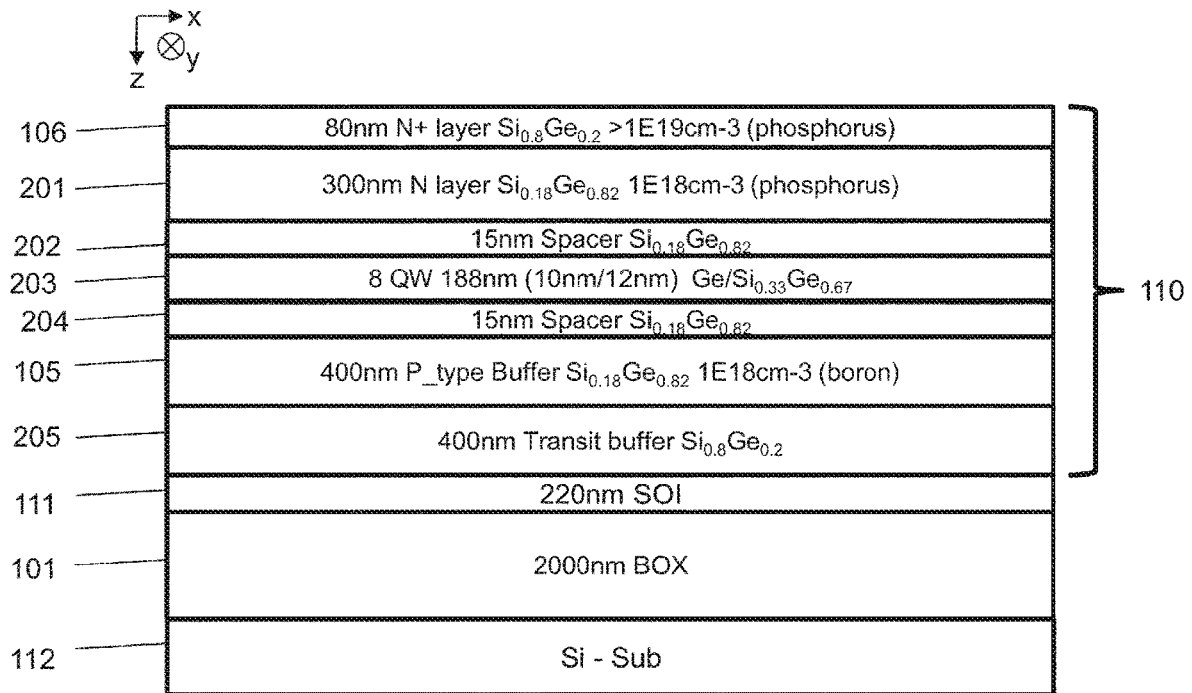 x
y
z
106 80nm N+ layer Si₀.₈Ge₀.₂ >1E19cm-3 (phosphorus)
201 300nm N layer Si₀.₁₈Ge₀.₈₂ 1E18cm-3 (phosphorus)
202 15nm Spacer Si₀.₁₈Ge₀.₈₂
203 8 QW 188nm (10nm/12nm) Ge/Si₀.₃₃Ge₀.₆₇
110
204 15nm Spacer Si₀.₁₈Ge₀.₈₂
105 400nm P_type Buffer Si₀.₁₈Ge₀.₈₂ 1E18cm-3 (boron)
205 400nm Transit buffer Si₀.₈Ge₀.₂
111 220nm SOI
101 2000nm BOX
112 Si - Sub